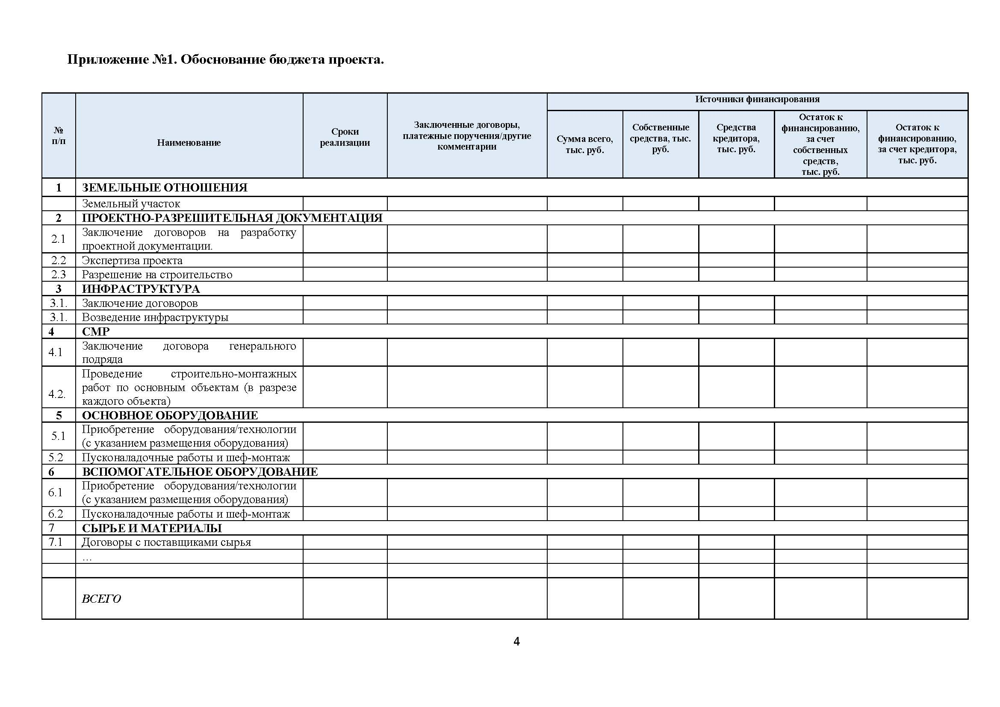 Приложение №1. Обоснование бюджета проекта.
№
п/п
Наименование
Сроки
реализации
Заключенные договоры,
платежные поручения/другие
комментарии
Источники финансирования
Сумма всего,
тыс. руб.
Собственные
средства, тыс.
руб.
Средства
кредитора,
тыс. руб.
Остаток к
финансированию,
за счет
собственных
средств,
тыс. руб.
Остаток к
финансированию,
за счет кредитора,
тыс. руб.
1 ЗЕМЕЛЬНЫЕ ОТНОШЕНИЯ
Земельный участок
2 ПРОЕКТНО-РАЗРЕШИТЕЛЬНАЯ ДОКУМЕНТАЦИЯ
2.1 Заключение договоров на разработку
проектной документации.
2.2 Экспертиза проекта
2.3 Разрешение на строительство
3 ИНФРАСТРУКТУРА
3.1. Заключение договоров
3.1. Возведение инфраструктуры
4 СМР
4.1 Заключение договора генерального
подряда
4.2. Проведение строительно-монтажных
работ по основным объектам (в разрезе
каждого объекта)
5 ОСНОВНОЕ ОБОРУДОВАНИЕ
5.1 Приобретение оборудования/технологии
(с указанием размещения оборудования)
5.2 Пусконаладочные работы и шеф-монтаж
6 ВСПОМОГАТЕЛЬНОЕ ОБОРУДОВАНИЕ
6.1 Приобретение оборудования/технологии
(с указанием размещения оборудования)
6.2 Пусконаладочные работы и шеф-монтаж
7 СЫРЬЕ И МАТЕРИАЛЫ
7.1 Договоры с поставщиками сырья
…
ВСЕГО
4